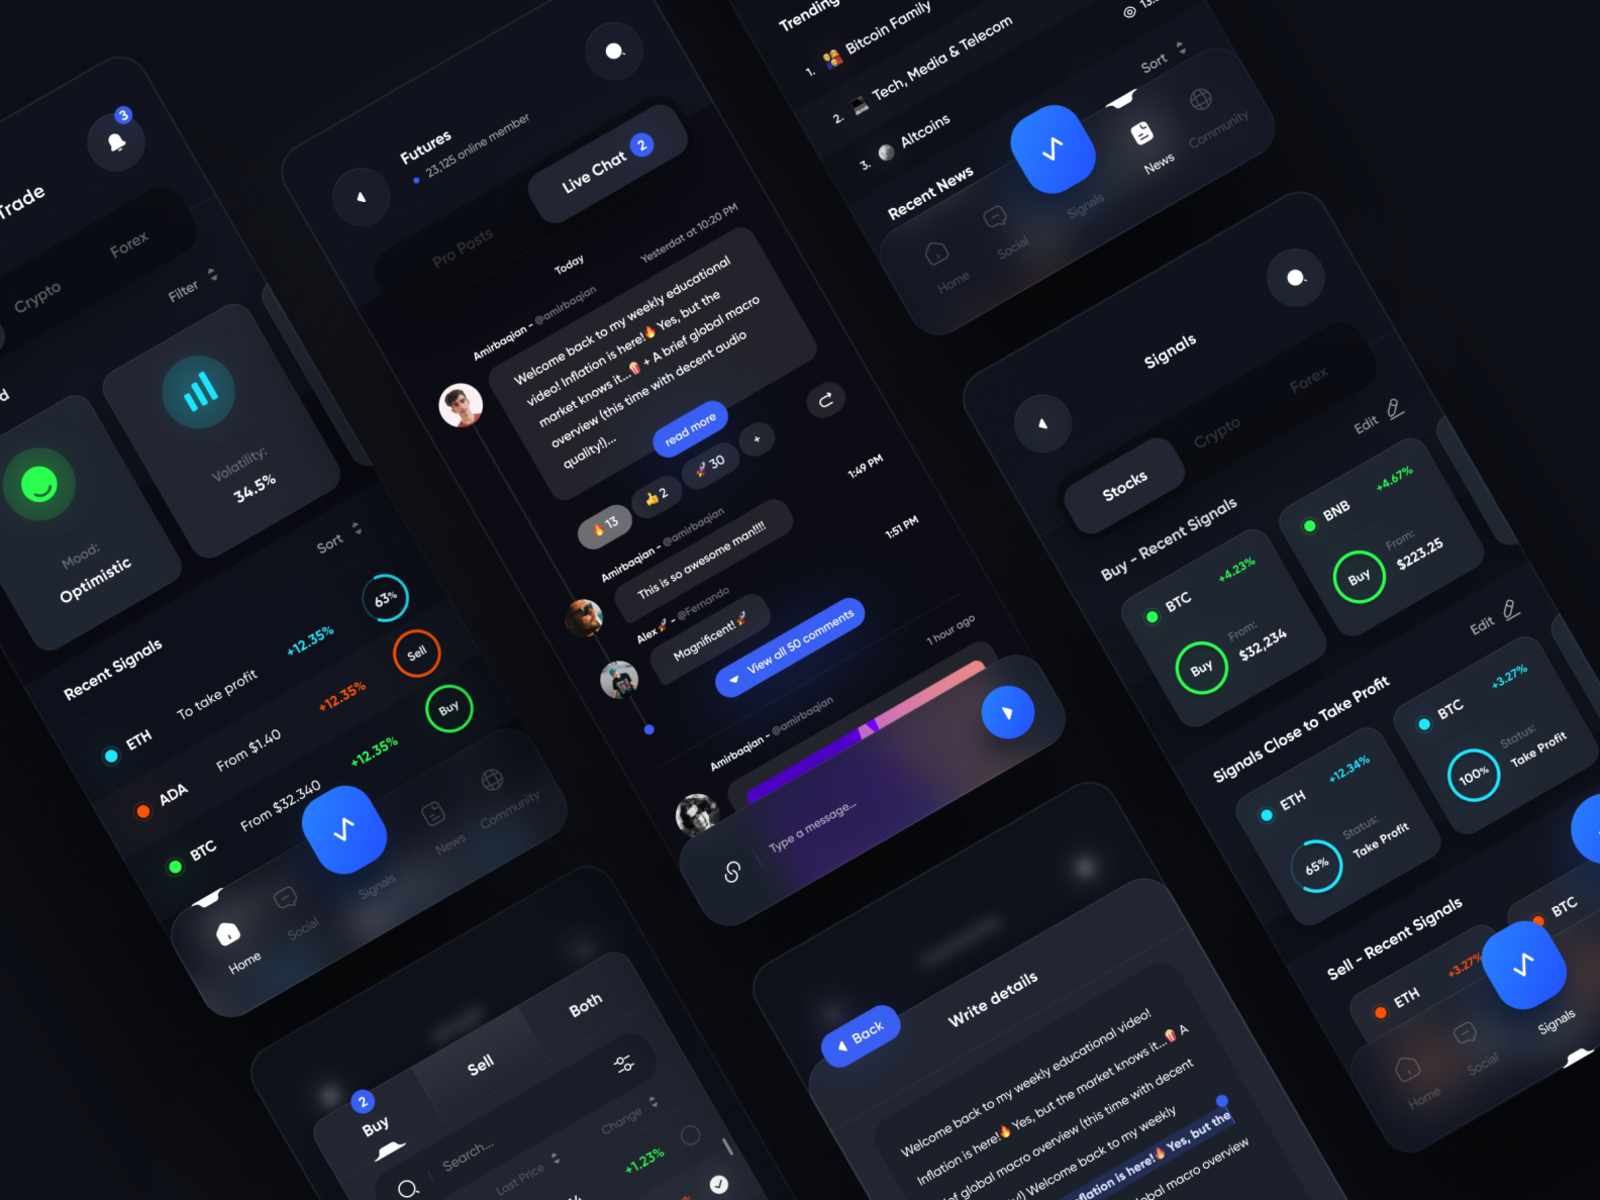 3
Trade
Crypto
Forex
Filter
Mood:
Optimistic
Volatility:
34.5%
Recent Signals
Sort
ETH
To take profit
+12.35%
63%
ADA
From $1.40
+12.35%
Sell
BTC
From $32.340
+12.35%
Buy
Home
Social
Signals
News
Community
Futures
23,125 online member
Pro Posts
Live Chat
2
Today
Yesterdat at 10:20 PM
Amirbaqian - @amirbaqian
Welcome back to my weekly educational
video! Inflation is here!🔥Yes, but the
market knows it...🍿 + A brief global macro
overview (this time with decent audio
quality!)...
read more
🔥 13
👍 2
🚀 30
+
1:49 PM
Amirbaqian - @amirbaqian
This is so awesome man!!!!
1:51 PM
Alex🚀 - @Fernando
Magnificent! 🚀
View all 50 comments
1 hour ago
Amirbaqian - @amirbaqian
Type a message...
Trending
1. Bitcoin Family
2. Tech, Media & Telecom
3. Altcoins
Sort
Recent News
Home
Social
Signals
News
Community
Signals
Stocks
Crypto
Forex
Buy - Recent Signals
Edit
BTC
+4.23%
Buy
From:
$32,234
BNB
+4.67%
Buy
From:
$223.25
Signals Close to Take Profit
Edit
ETH
+12.34%
65%
Status:
Take Profit
BTC
+3.27%
100%
Status:
Take Profit
Sell - Recent Signals
ETH
+3.27%
BTC
Home
Social
Signals
2
Buy
Sell
Both
Search...
Last Price
Change
+1.23%
Back
Write details
Welcome back to my weekly educational video!
Inflation is here!🔥 Yes, but the market knows it...🍿 A
global macro overview (this time with decent
Welcome back to my weekly
is here!🔥 Yes, but the
macro overview